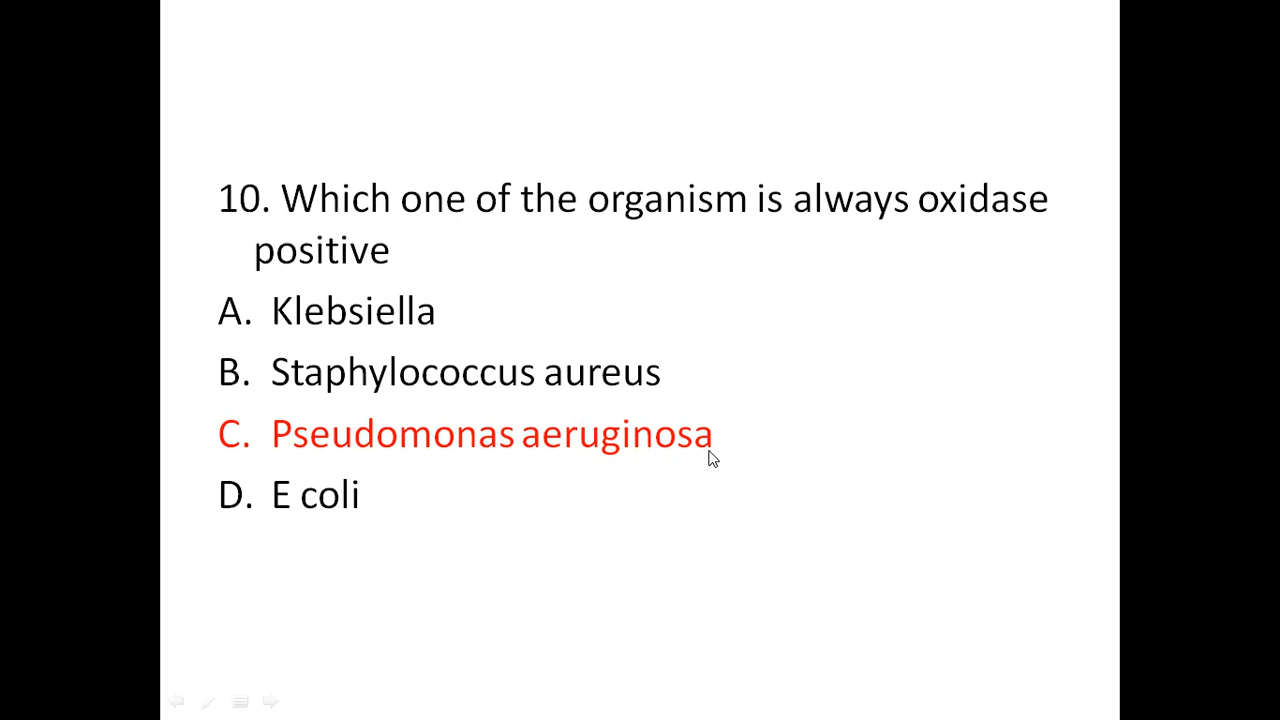 10. Which one of the organism is always oxidase
positive
A. Klebsiella
B. Staphylococcus aureus
C. Pseudomonas aeruginosa
D. E coli